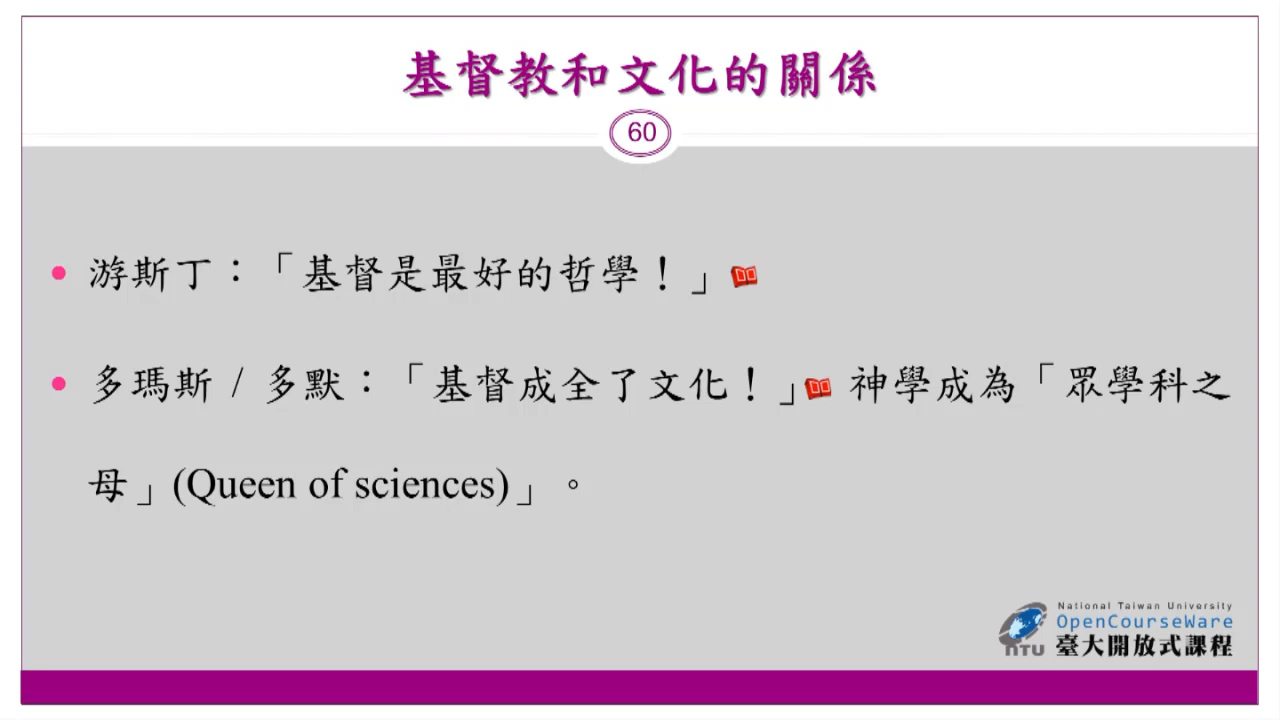 基督教和文化的關係
60
• 游斯丁：「基督是最好的哲學！」
• 多瑪斯 / 多默：「基督成全了文化！」 神學成為「眾學科之
母」(Queen of sciences)」。
National Taiwan University
OpenCourseWare
NTU 臺大開放式課程